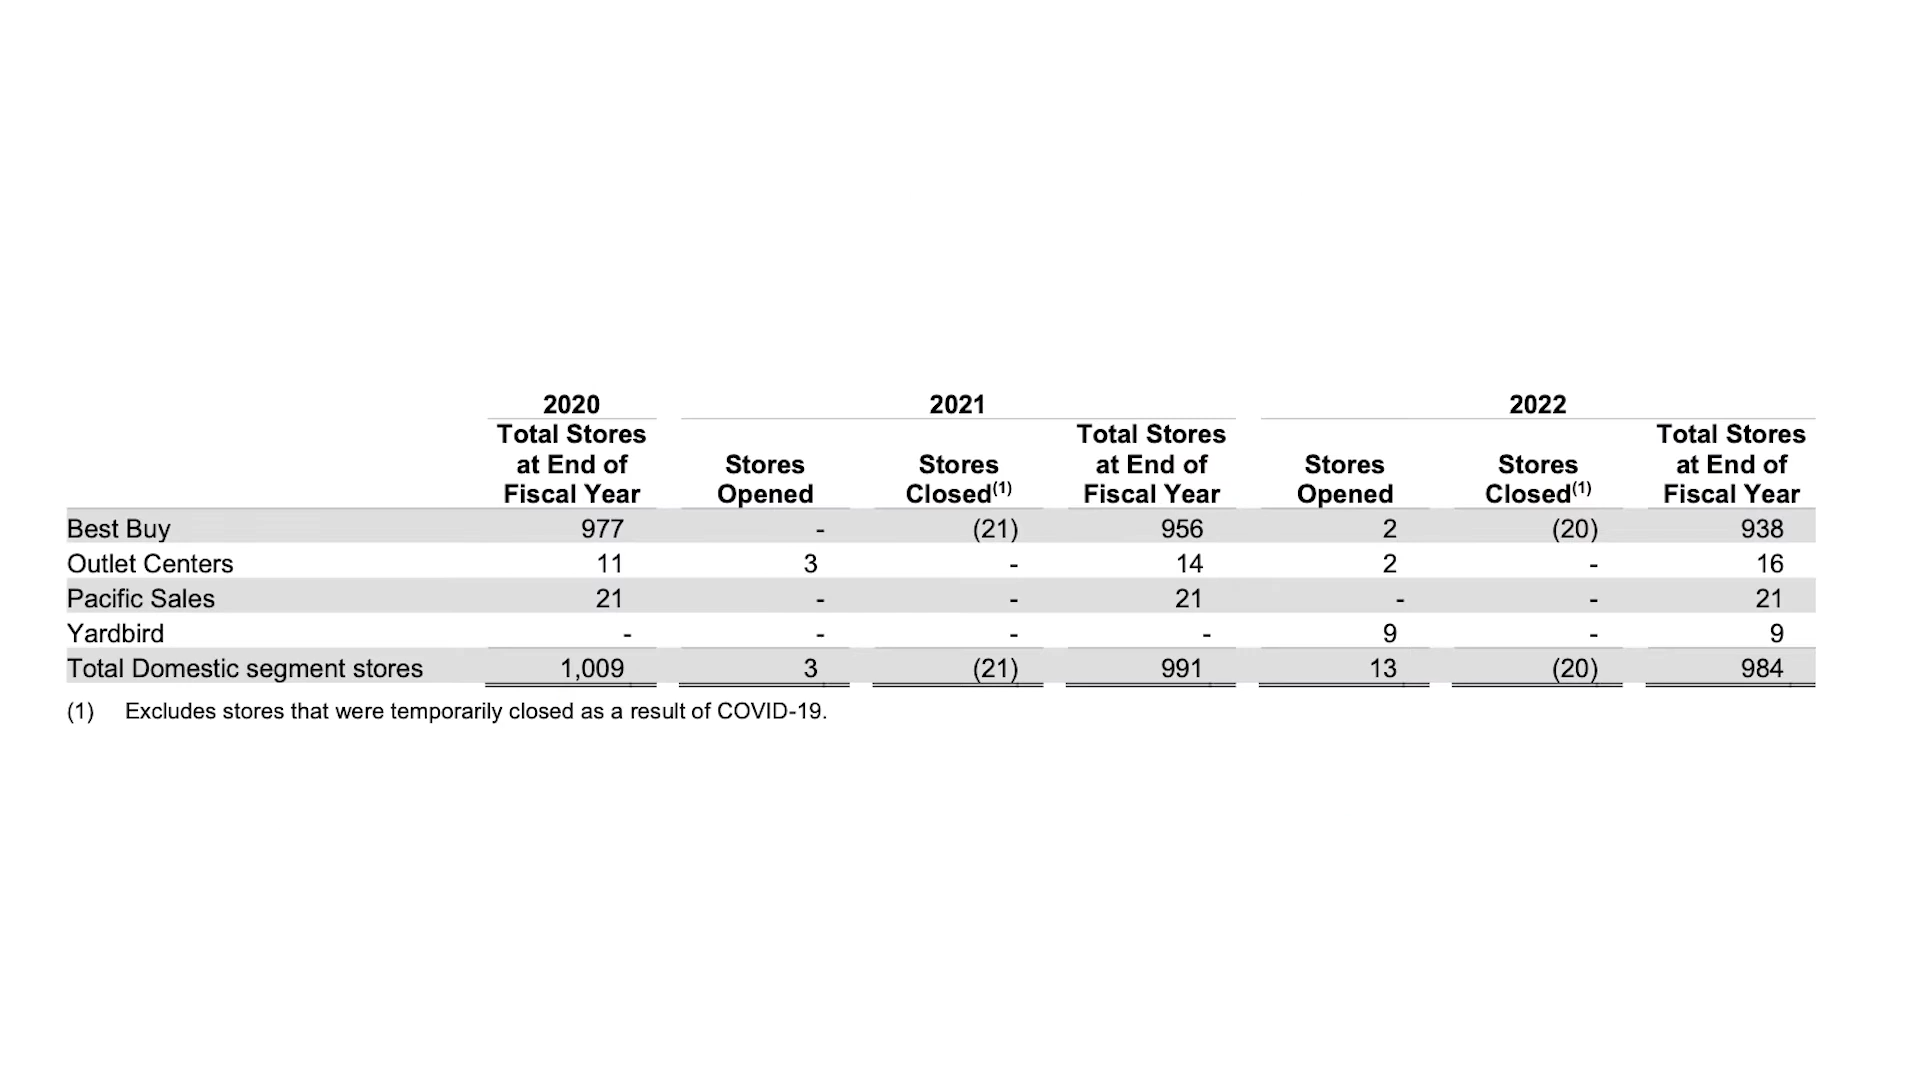 2020 2021 2022
Total Stores Total Stores Total Stores
at End of Stores Stores at End of Stores Stores at End of
Fiscal Year Opened Closed(1) Fiscal Year Opened Closed(1) Fiscal Year
Best Buy 977 - (21) 956 2 (20) 938
Outlet Centers 11 3 - 14 2 - 16
Pacific Sales 21 - - 21 - - 21
Yardbird - - - - 9 - 9
Total Domestic segment stores 1,009 3 (21) 991 13 (20) 984
(1) Excludes stores that were temporarily closed as a result of COVID-19.